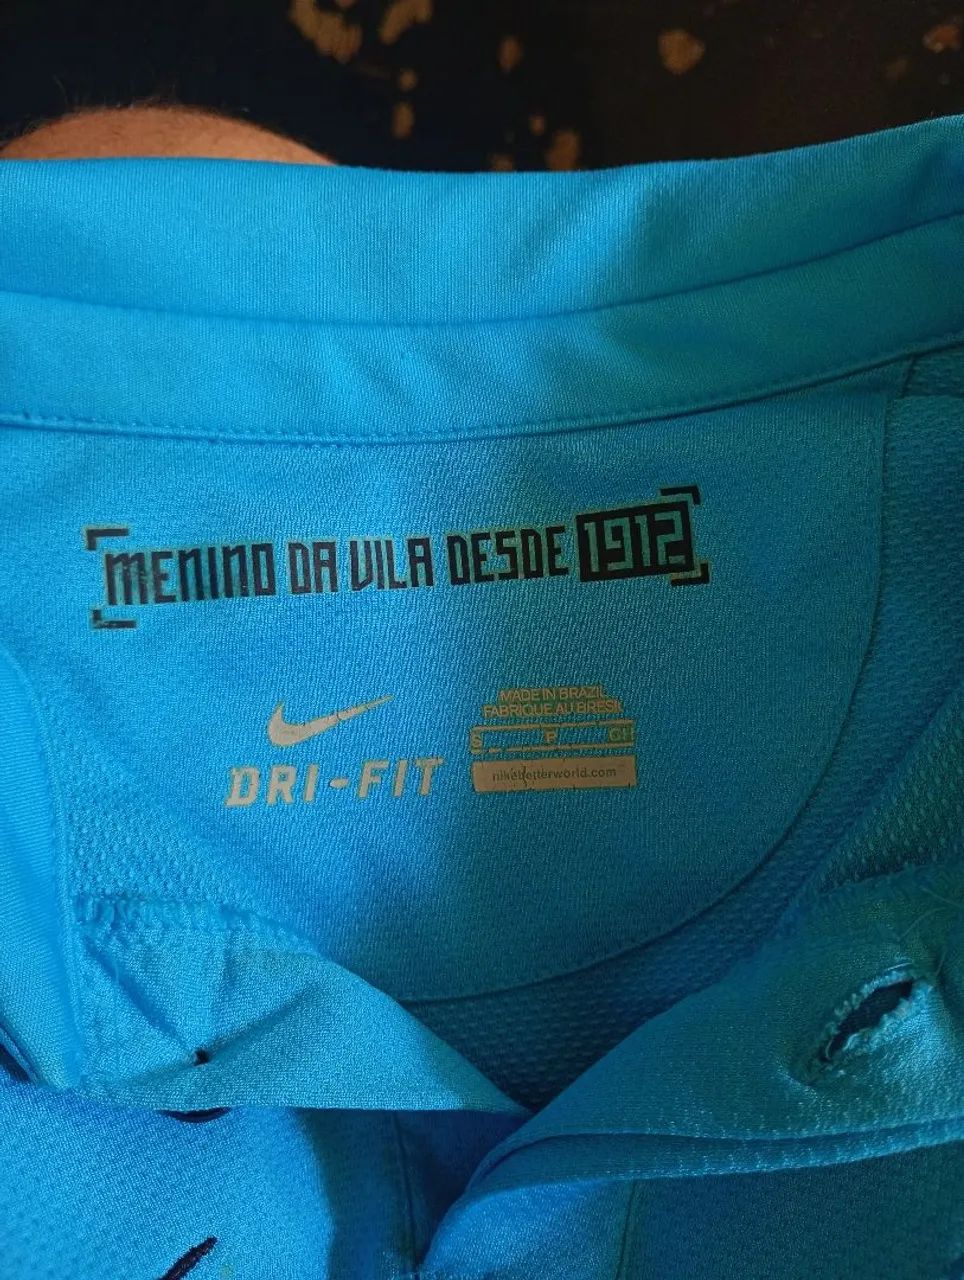 MENINO DA VILA DESDE 1912
MADE IN BRAZIL
FABRIQUE AU BRESIL
S P CH
DRI-FIT
nikebetterworld.com